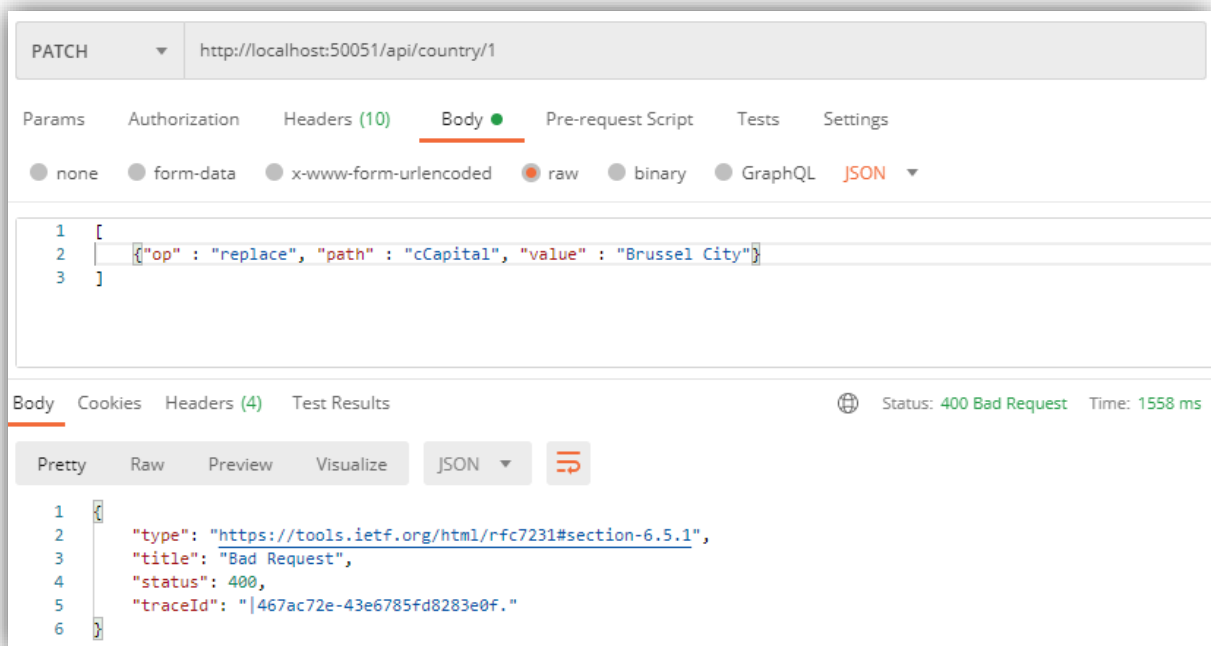 PATCH http://localhost:50051/api/country/1
Params Authorization Headers (10) Body Pre-request Script Tests Settings
none form-data x-www-form-urlencoded raw binary GraphQL JSON
1 [
2 {"op" : "replace", "path" : "cCapital", "value" : "Brussel City"}
3 ]
Body Cookies Headers (4) Test Results Status: 400 Bad Request Time: 1558 ms
Pretty Raw Preview Visualize JSON
1 {
2 "type": "https://tools.ietf.org/html/rfc7231#section-6.5.1",
3 "title": "Bad Request",
4 "status": 400,
5 "traceId": "|467ac72e-43e6785fd8283e0f."
6 }